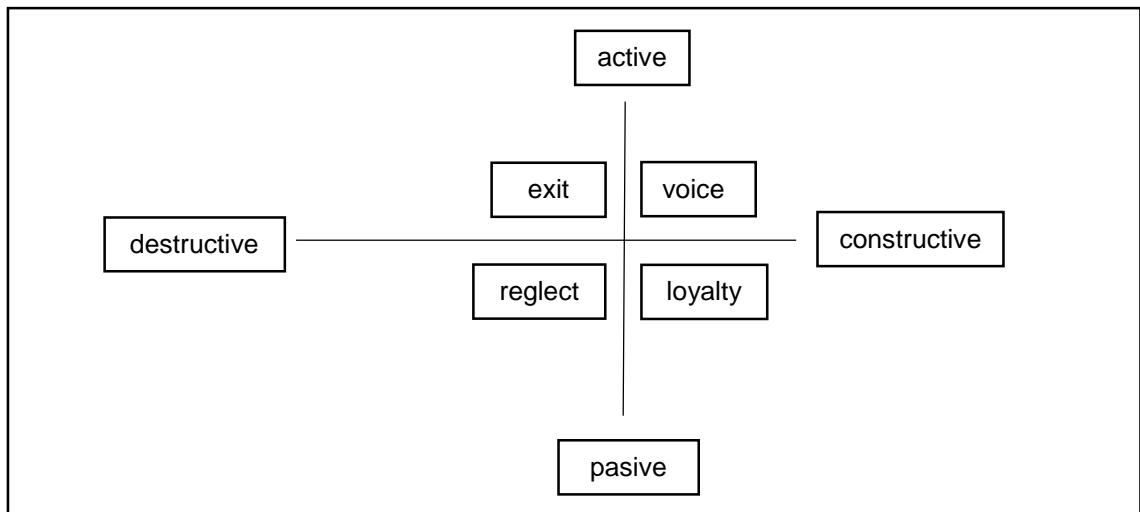 active
exit
voice
destructive
constructive
reglect
loyalty
pasive